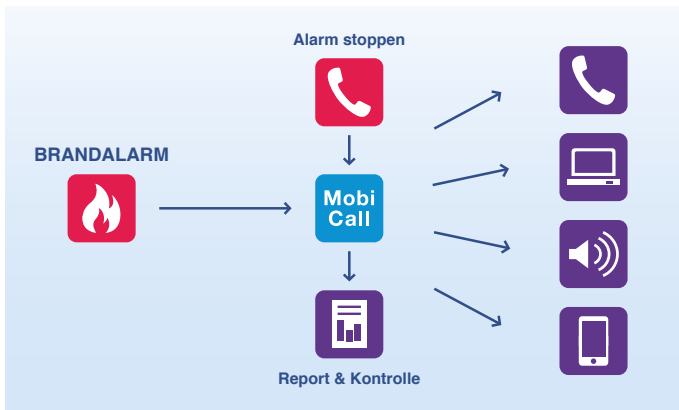 Alarm stoppen
BRANDALARM
Mobi
Call
Report & Kontrolle